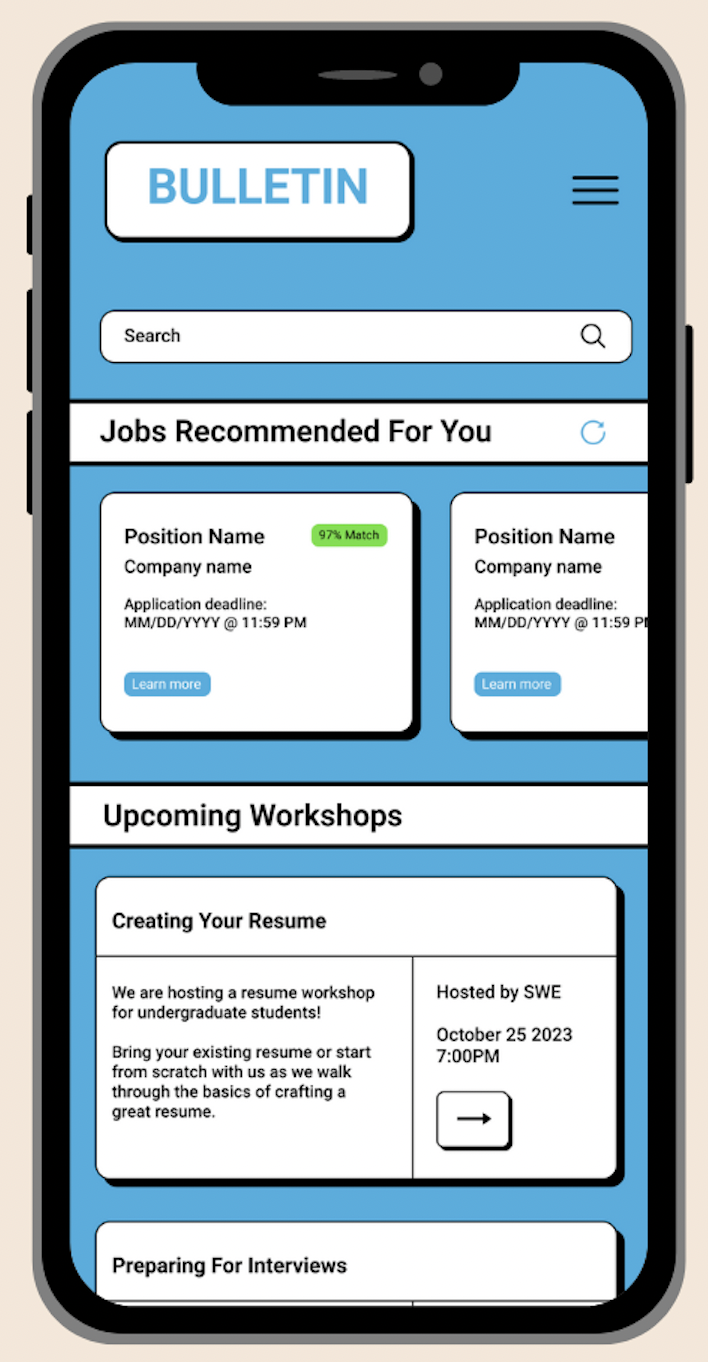 BULLETIN
Search
Jobs Recommended For You
Position Name
97% Match
Company name
Application deadline:
MM/DD/YYYY @ 11:59 PM
Learn more
Position Name
Company name
Application deadline:
MM/DD/YYYY @ 11:59 PM
Learn more
Upcoming Workshops
Creating Your Resume
We are hosting a resume workshop
for undergraduate students!
Bring your existing resume or start
from scratch with us as we walk
through the basics of crafting a
great resume.
Hosted by SWE
October 25 2023
7:00PM
Preparing For Interviews